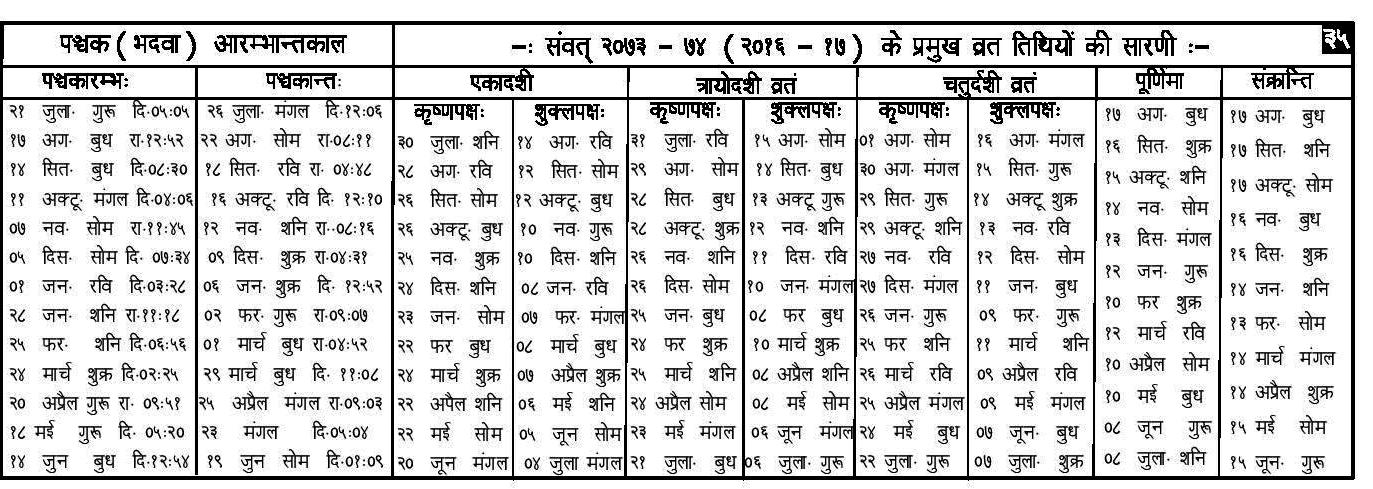 पञ्चक ( भदवा ) आरम्भान्तकाल -: संवत् २०७३ - ७४ ( २०१६ - १७ ) के प्रमुख व्रत तिथियों की सारणी :- ३५
पञ्चकारम्भः पञ्चकान्तः एकादशी त्रायोदशी व्रतं चतुर्दशी व्रतं पूर्णिमा संक्रान्ति
कृष्णपक्षः शुक्लपक्षः कृष्णपक्षः शुक्लपक्षः कृष्णपक्षः शुक्लपक्षः
२१ जुला. गुरू दि.०५:०५ २६ जुला. मंगल दि.१२:०६ ३० जुला. शनि १४ अग. रवि ३१ जुला. रवि १५ अग. सोम ०१ अग. सोम १६ अग. मंगल १७ अग. बुध १७ अग. बुध
१७ अग. बुध रा.१२:५२ २२ अग. सोम रा.०८:११ २८ अग. रवि १२ सित. सोम २९ अग. सोम १४ सित. बुध ३० अग. मंगल १५ सित. गुरू १६ सित. शुक्र १७ सित. शनि
१४ सित. बुध दि.०८:३० १८ सित. रवि रा. ०४:४८ २६ सित. सोम १२ अक्टू. बुध २८ सित. बुध १३ अक्टू गुरू २९ सित. गुरू १४ अक्टू शुक्र १५ अक्टू. शनि १७ अक्टू. सोम
११ अक्टू. मंगल दि.०४:०६ १६ अक्टू. रवि दि. १२:१० २६ अक्टू. बुध १० नव. गुरू २८ अक्टू. शुक्र १२ नव. शनि २९ अक्टू. शनि १३ नव. रवि १४ नव. सोम १६ नव. बुध
०७ नव. सोम रा.११:४५ १२ नव. शनि रा..०८:१६ २५ नव. शुक्र १० दिस. शनि २६ नव. शनि ११ दिस. रवि २७ नव. रवि १२ दिस. सोम १३ दिस. मंगल १६ दिस. शुक्र
०५ दिस. सोम दि. ०७:३४ ०९ दिस. शुक्र रा.०४:३१ २४ दिस. शनि ०८ जन. रवि २६ दिस. सोम १० जन. मंगल २७ दिस. मंगल ११ जन. बुध १२ जन. गुरू १४ जन. शनि
०१ जन. रवि दि.०३:२८ ०६ जन. शुक्र दि. १२:५२ २३ जन. सोम ०७ फर. मंगल २५ जन. बुध ०८ फर बुध २६ जन. गुरू ०९ फर. गुरू १० फर शुक्र १३ फर. सोम
२८ जन. शनि रा.११:१८ ०२ फर. गुरू रा.०९:०७ २२ फर बुध ०८ मार्च बुध २४ फर शुक्र १० मार्च शुक्र २५ फर शनि ११ मार्च शनि १२ मार्च रवि १४ मार्च मंगल
२५ फर. शनि दि.०६:५६ ०१ मार्च बुध रा.०४:५२ २४ मार्च शुक्र ०७ अप्रैल शुक्र २५ मार्च शनि ०८ अप्रैल शनि २६ मार्च रवि ०९ अप्रैल रवि १० अप्रैल सोम १४ अप्रैल शुक्र
२४ मार्च शुक्र दि.०२:२५ २९ मार्च बुध दि. ११:०८ २२ अपैल शनि ०६ मई शनि २४ अप्रैल सोम ०८ मई सोम २५ अप्रैल मंगल ०९ मई मंगल १० मई बुध १५ मई सोम
२० अप्रैल गुरू रा. ०९:५१ २५ अप्रैल मंगल रा.०९:०३ २२ मई सोम ०५ जून सोम २३ मई मंगल ०६ जून मंगल २४ मई बुध ०७ जून. बुध ०८ जून गुरू १५ जून. गुरू
१८ मई गुरू दि. ०५:२० २३ मंगल दि.०५:०४ २० जून मंगल ०४ जुला मंगल २१ जुला. बुध ०६ जुला. गुरू २२ जुला. गुरू ०७ जुला. शुक्र ०८ जुला. शनि
१४ जुन बुध दि.१२:५४ १९ जुन सोम दि.०१:०९